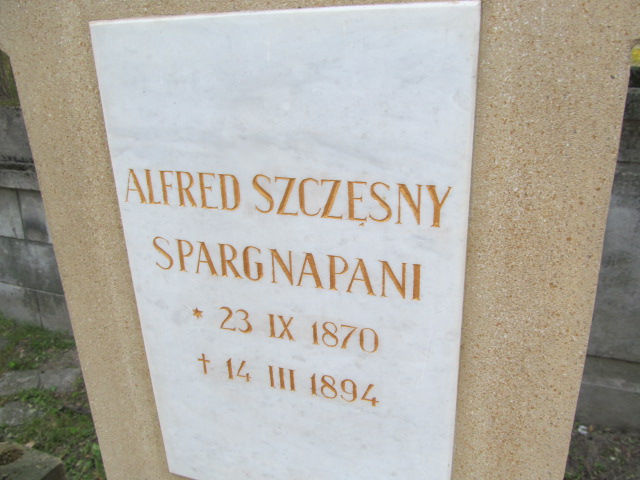 ALFRED SZCZĘSNY
SPARGNAPANI
* 23 IX 1870
† 14 III 1894